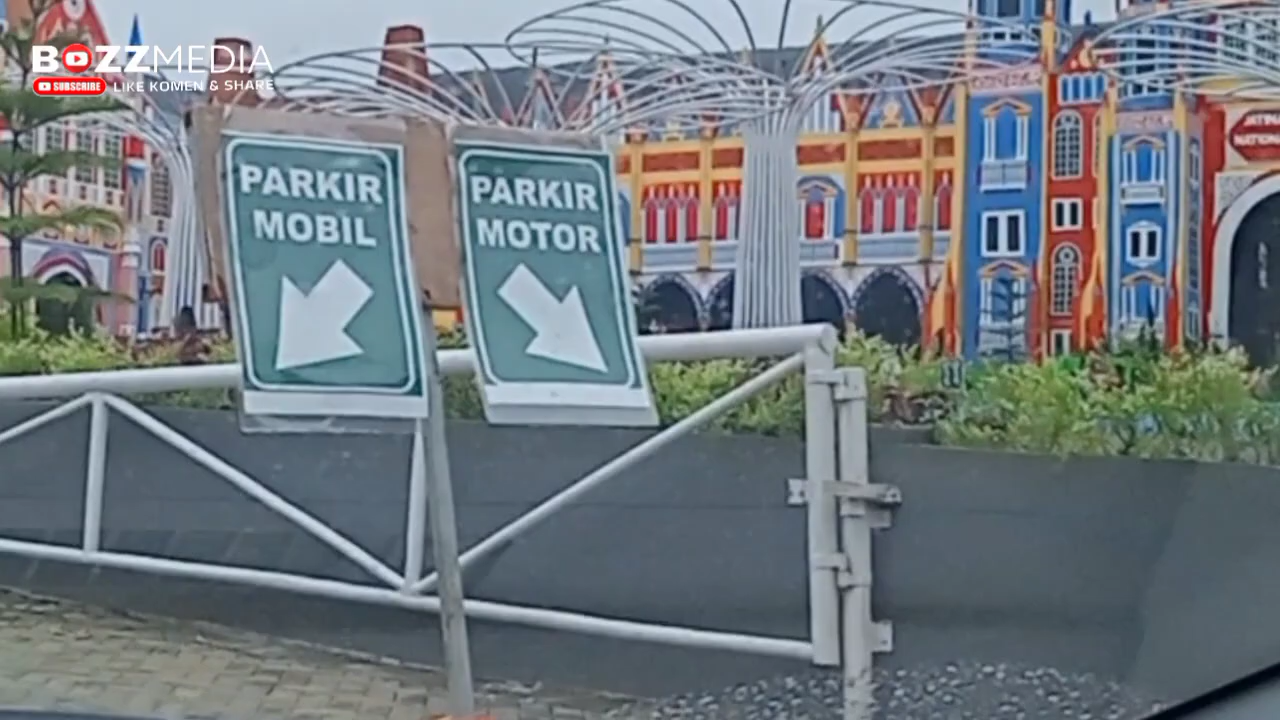 BOZZMEDIA
SUBSCRIBE LIKE KOMEN & SHARE
PARKIR
MOBIL
PARKIR
MOTOR